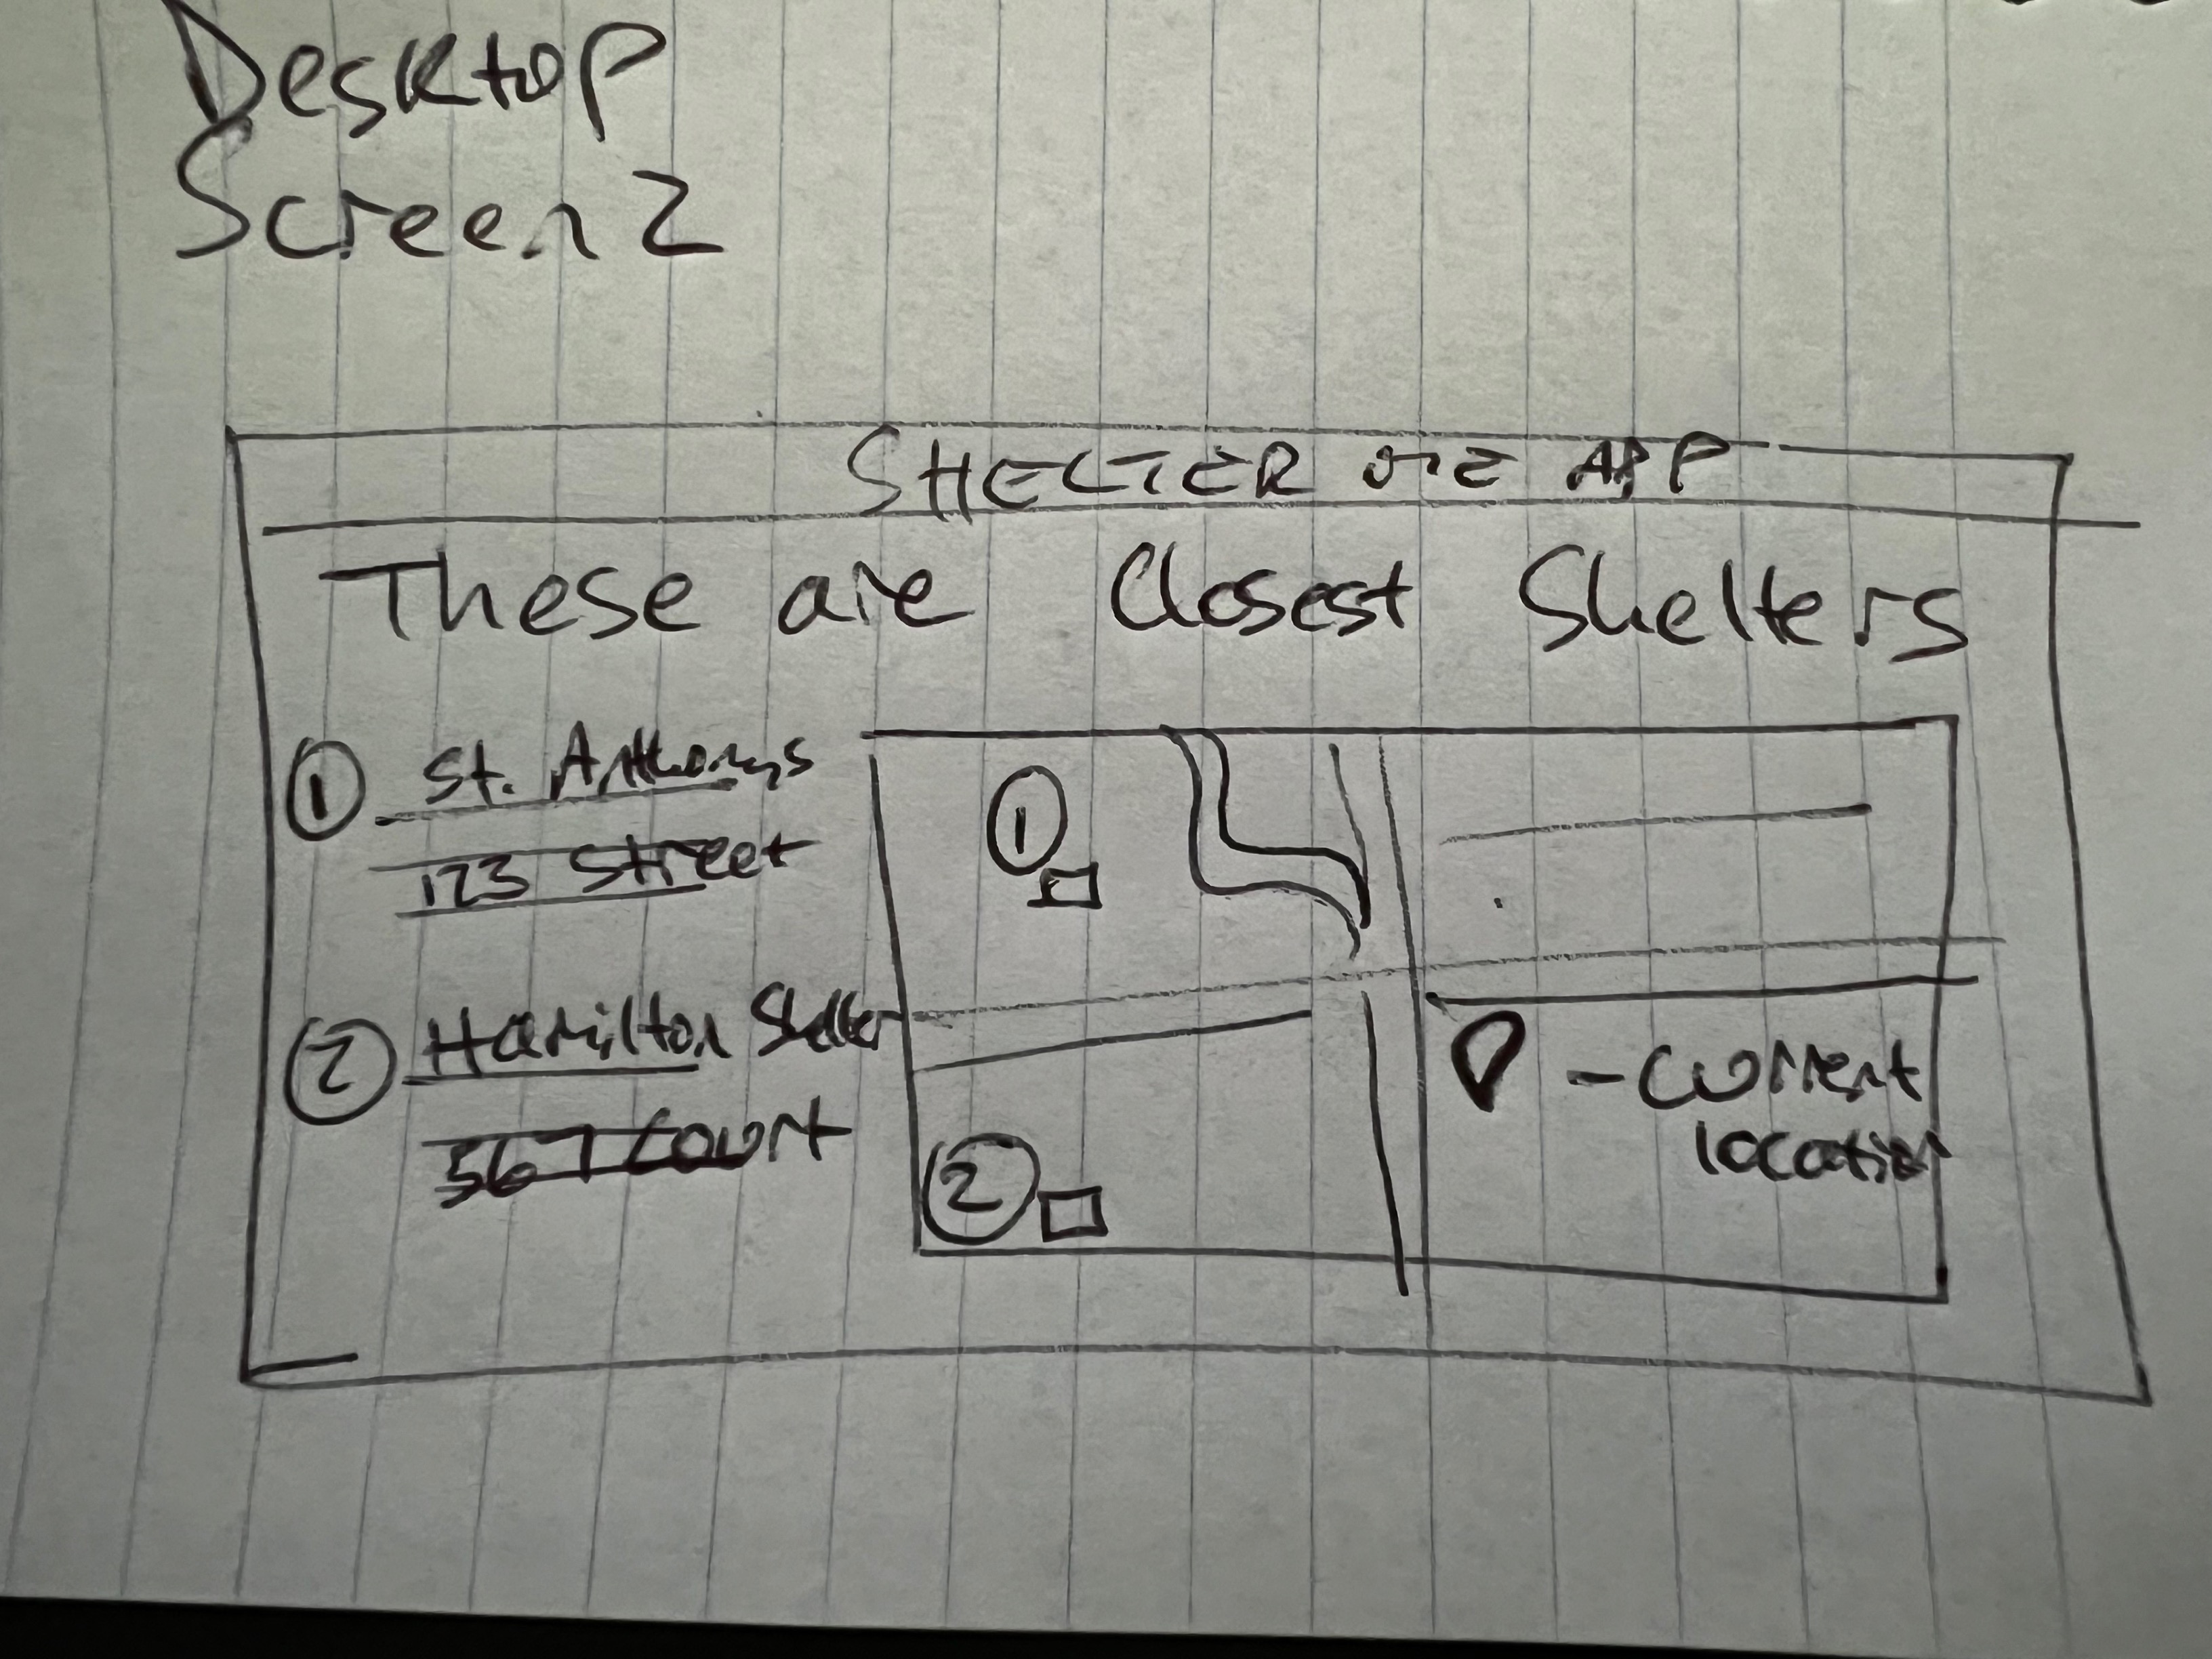 Desktop
Screen 2
SHELTER ME APP
These are Closest Shelters
1 St. Anthonys
123 Street
2 Hamilton Shelter
567 Court
1
2
- Current
location